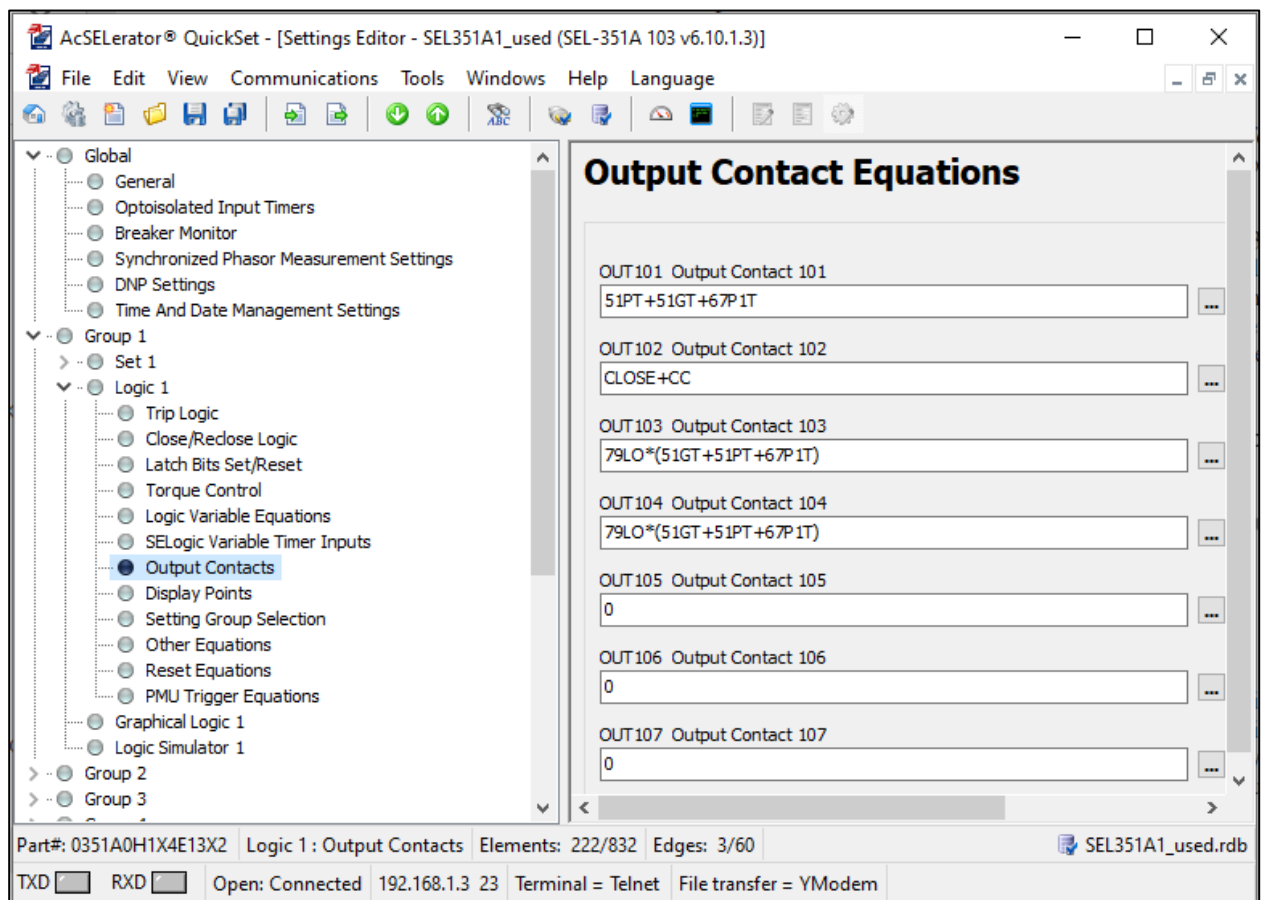 AcSELerator® QuickSet - [Settings Editor - SEL351A1_used (SEL-351A 103 v6.10.1.3)]
File Edit View Communications Tools Windows Help Language
ABC
Global
General
Optoisolated Input Timers
Breaker Monitor
Synchronized Phasor Measurement Settings
DNP Settings
Time And Date Management Settings
Group 1
Set 1
Logic 1
Trip Logic
Close/Reclose Logic
Latch Bits Set/Reset
Torque Control
Logic Variable Equations
SELogic Variable Timer Inputs
Output Contacts
Display Points
Setting Group Selection
Other Equations
Reset Equations
PMU Trigger Equations
Graphical Logic 1
Logic Simulator 1
Group 2
Group 3
Output Contact Equations
OUT101 Output Contact 101
51PT+51GT+67P1T
...
OUT102 Output Contact 102
CLOSE+CC
...
OUT103 Output Contact 103
79LO*(51GT+51PT+67P1T)
...
OUT104 Output Contact 104
79LO*(51GT+51PT+67P1T)
...
OUT105 Output Contact 105
0
...
OUT106 Output Contact 106
0
...
OUT107 Output Contact 107
0
...
Part#: 0351A0H1X4E13X2 Logic 1 : Output Contacts Elements: 222/832 Edges: 3/60 SEL351A1_used.rdb
TXD RXD Open: Connected 192.168.1.3 23 Terminal = Telnet File transfer = YModem